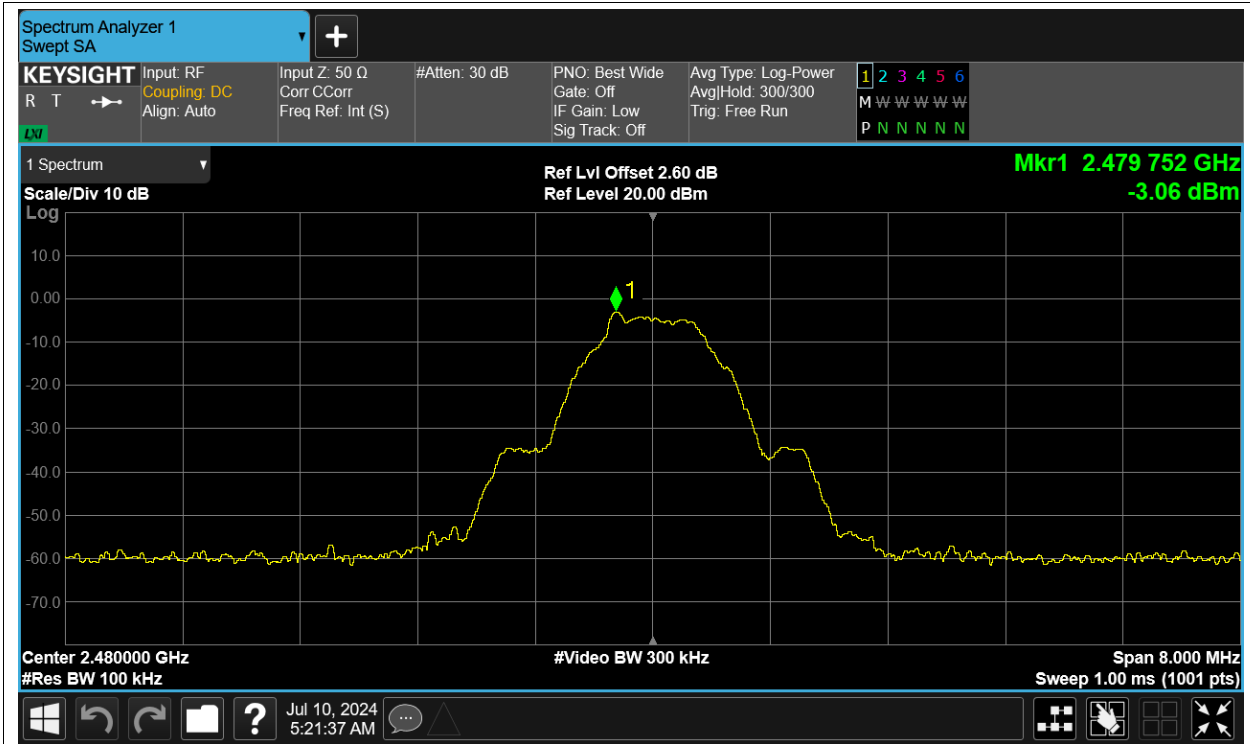 Spectrum Analyzer 1
Swept SA
KEYSIGHT
R T
LXI
Input: RF
Coupling: DC
Align: Auto
Input Z: 50 Ω
Corr CCorr
Freq Ref: Int (S)
#Atten: 30 dB
PNO: Best Wide
Gate: Off
IF Gain: Low
Sig Track: Off
Avg Type: Log-Power
Avg|Hold: 300/300
Trig: Free Run
1 2 3 4 5 6
M W W W W W
P N N N N N
1 Spectrum
Scale/Div 10 dB
Ref Lvl Offset 2.60 dB
Ref Level 20.00 dBm
Mkr1 2.479 752 GHz
-3.06 dBm
Log
10.0
0.00
-10.0
-20.0
-30.0
-40.0
-50.0
-60.0
-70.0
1
Center 2.480000 GHz
#Res BW 100 kHz
#Video BW 300 kHz
Span 8.000 MHz
Sweep 1.00 ms (1001 pts)
?
Jul 10, 2024
5:21:37 AM